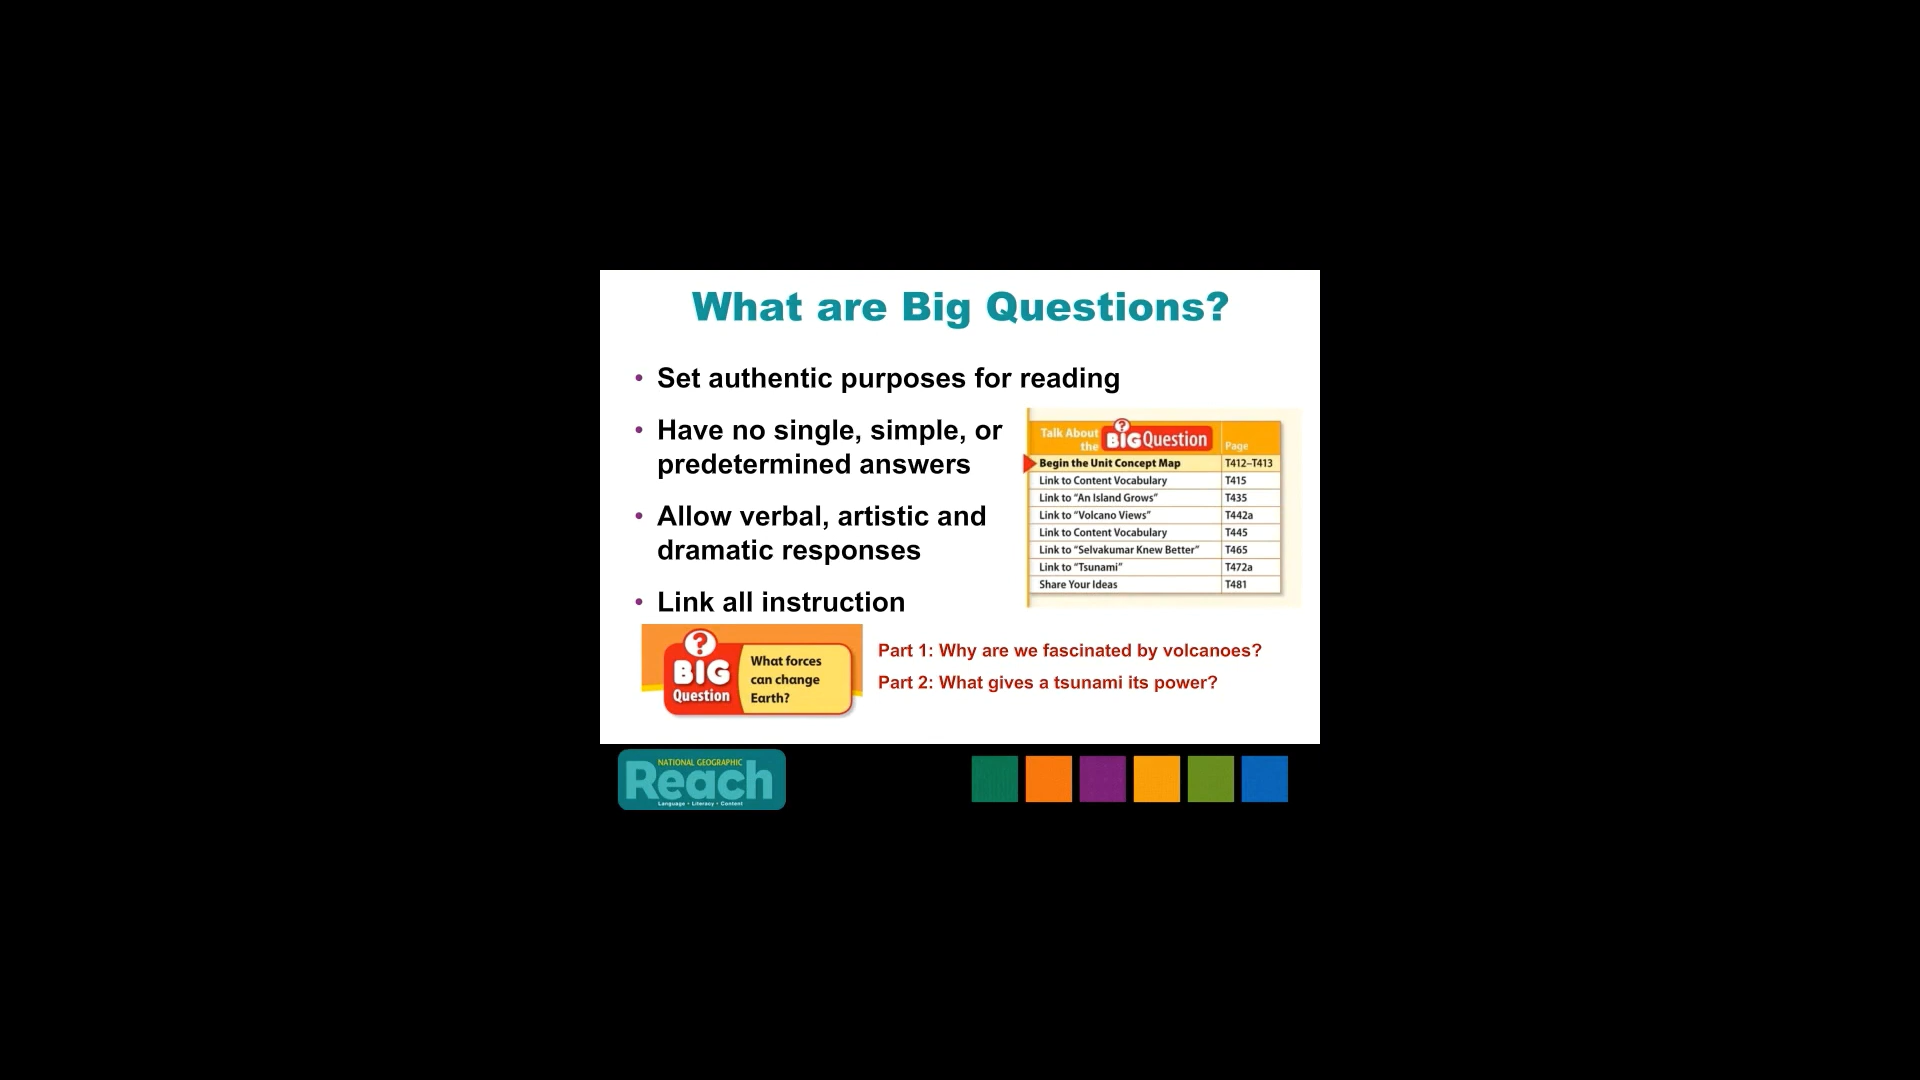 What are Big Questions?
• Set authentic purposes for reading
• Have no single, simple, or
predetermined answers
• Allow verbal, artistic and
dramatic responses
• Link all instruction
Talk About
the
? BIG Question
Page
Begin the Unit Concept Map T412–T413
Link to Content Vocabulary T415
Link to “An Island Grows” T435
Link to “Volcano Views” T442a
Link to Content Vocabulary T445
Link to “Selvakumar Knew Better” T465
Link to “Tsunami” T472a
Share Your Ideas T481
?
BIG
Question
What forces
can change
Earth?
Part 1: Why are we fascinated by volcanoes?
Part 2: What gives a tsunami its power?
NATIONAL GEOGRAPHIC
Reach
Language • Literacy • Content